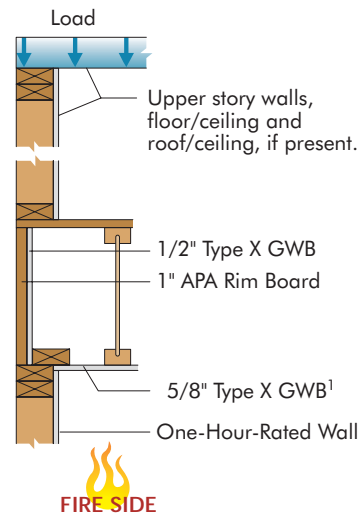 Load
Upper story walls,
floor/ceiling and
roof/ceiling, if present.
1/2" Type X GWB
1" APA Rim Board
5/8" Type X GWB¹
One-Hour-Rated Wall
FIRE SIDE